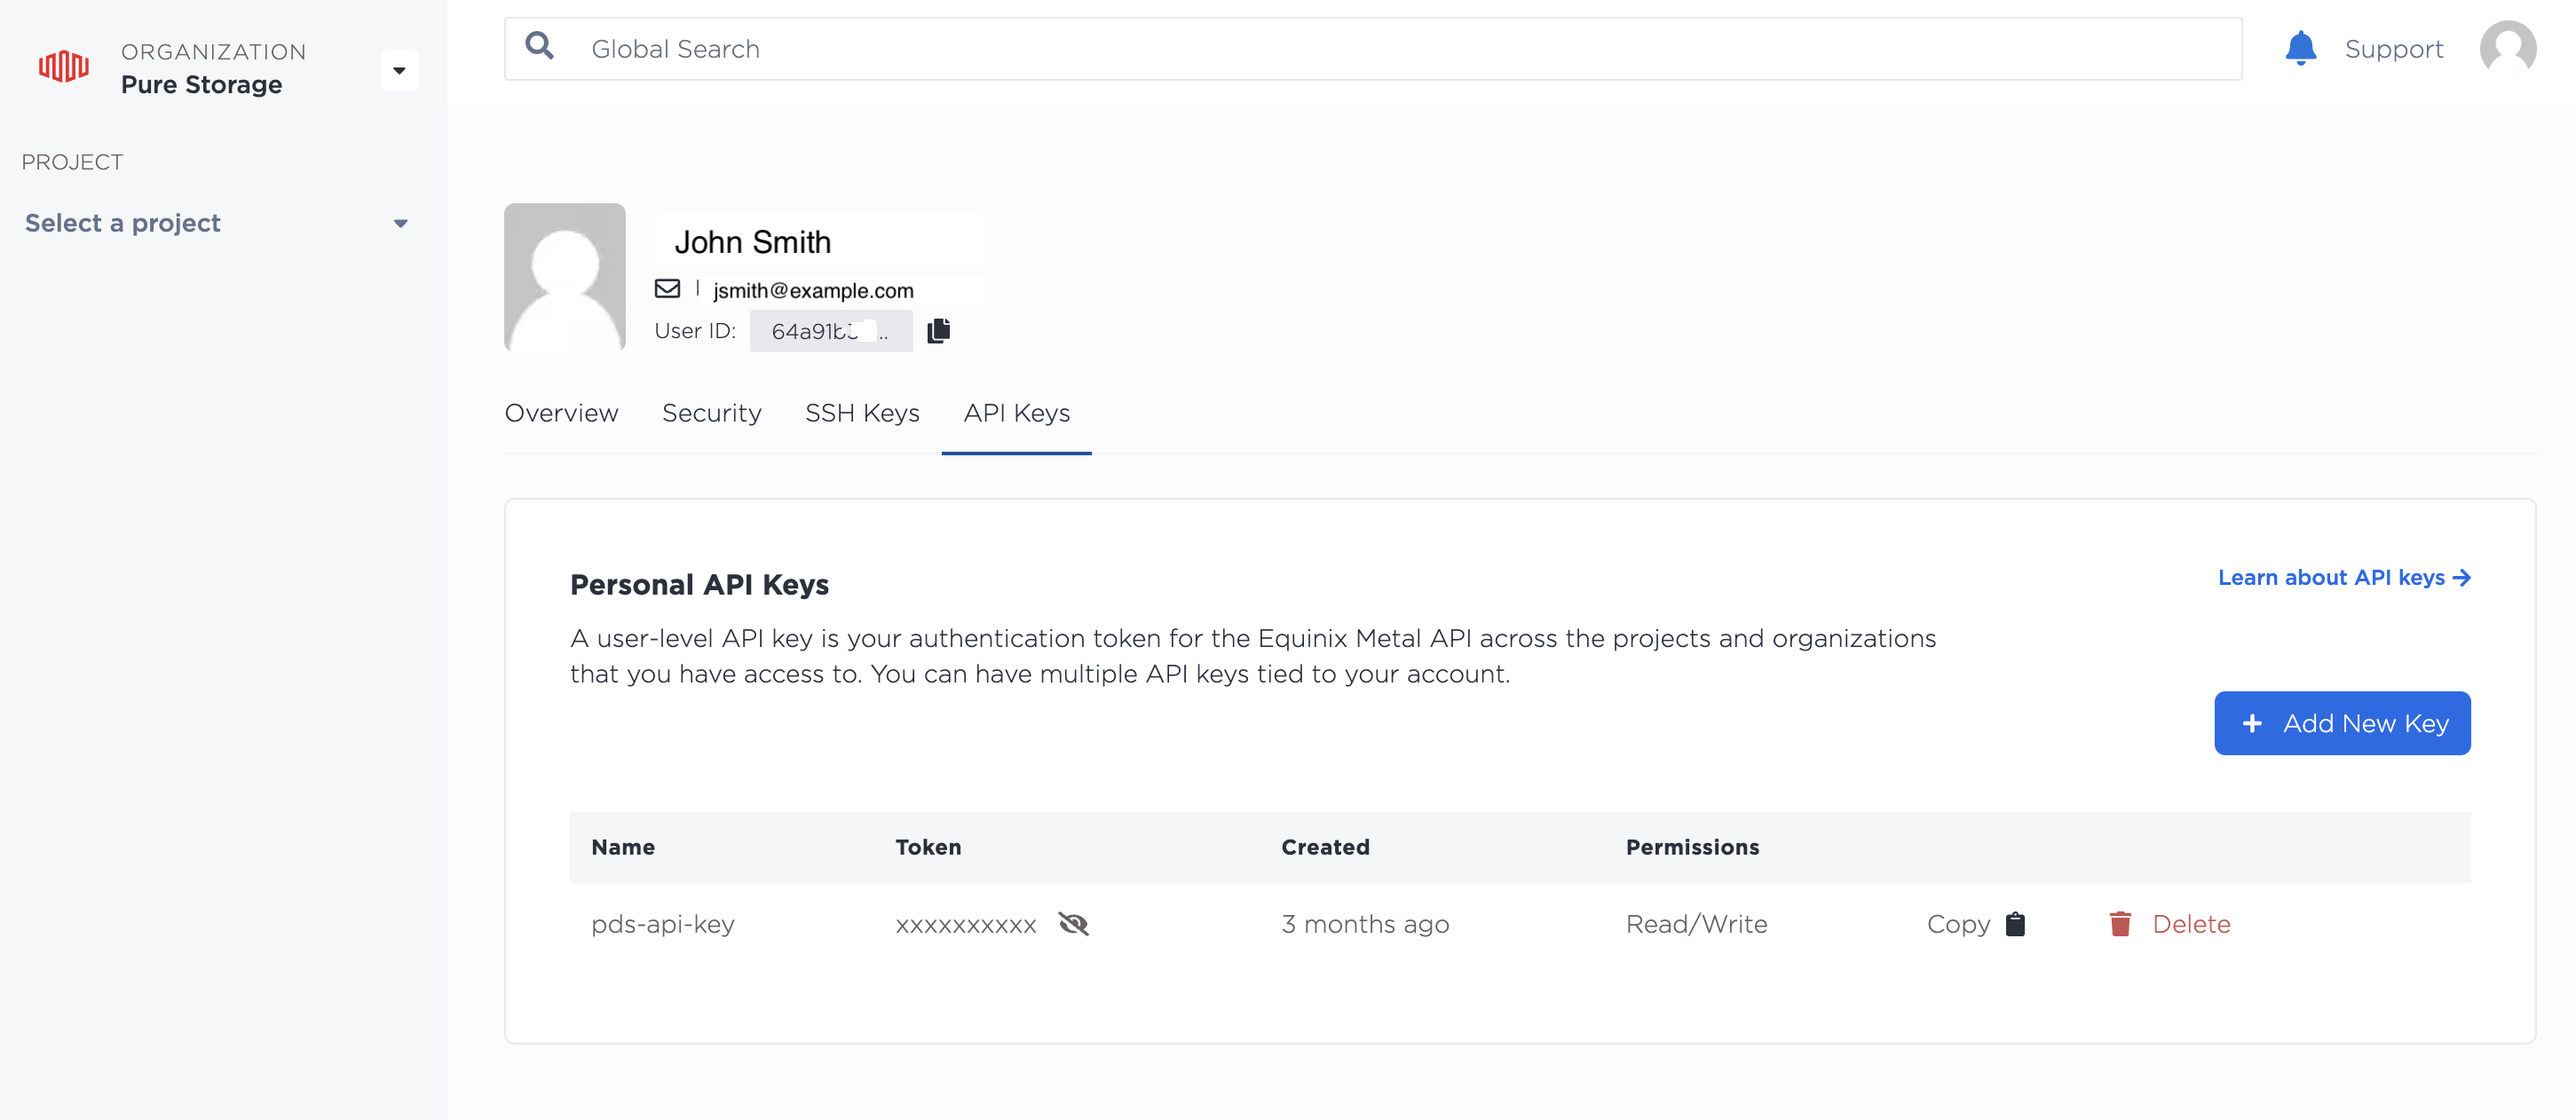 ORGANIZATION
Pure Storage
Global Search
Support
PROJECT
Select a project
John Smith
| jsmith@example.com
User ID:
Overview Security SSH Keys API Keys
Personal API Keys
Learn about API keys →
A user-level API key is your authentication token for the Equinix Metal API across the projects and organizations
that you have access to. You can have multiple API keys tied to your account.
+ Add New Key
Name Token Created Permissions
pds-api-key xxxxxxxxxx 3 months ago Read/Write Copy Delete